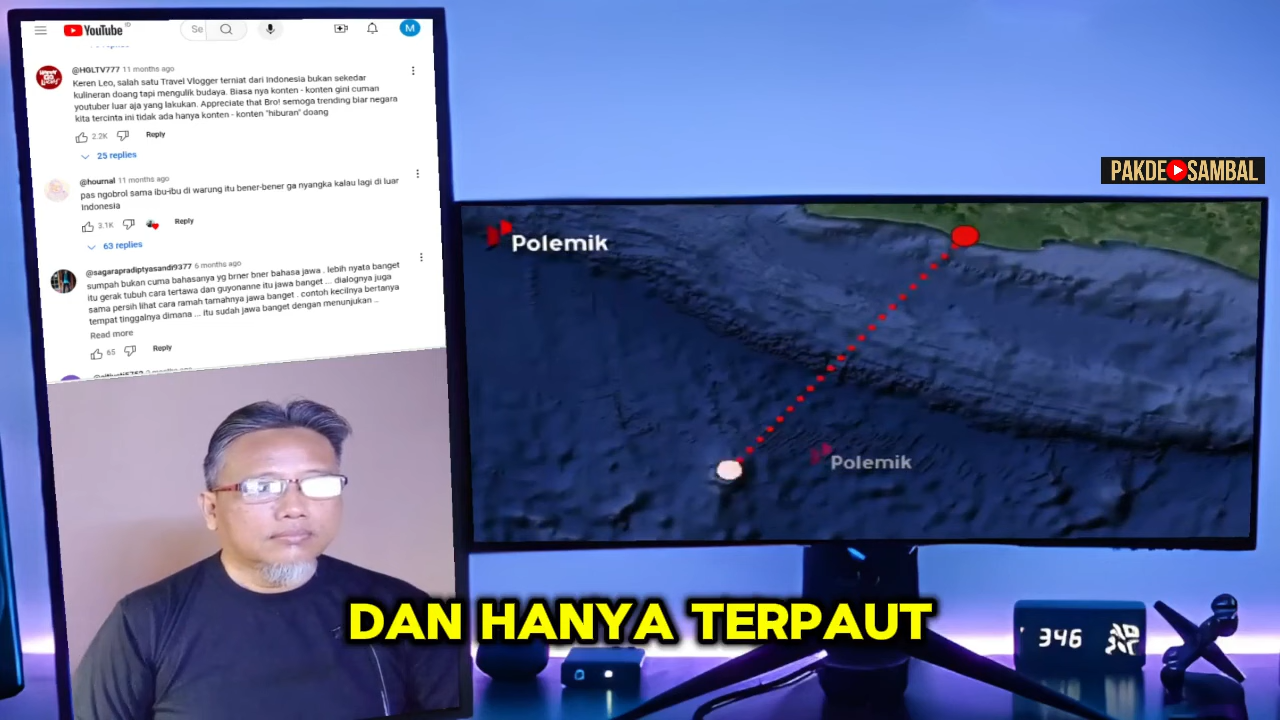 YouTube
ID
Se
M
@HGLTV777 11 months ago
Keren Leo, salah satu Travel Vlogger terniat dari Indonesia bukan sekedar
kulineran doang tapi mengulik budaya. Biasa nya konten - konten gini cuman
youtuber luar aja yang lakukan. Appreciate that Bro! semoga trending biar negara
kita tercinta ini tidak ada hanya konten - konten "hiburan" doang
2.2K Reply
25 replies
@hournal 11 months ago
pas ngobrol sama ibu-ibu di warung itu bener-bener ga nyangka kalau lagi di luar
Indonesia
3.1K Reply
63 replies
@sagarapradiptyasandi9377 6 months ago
sumpah bukan cuma bahasanya yg brner bner bahasa jawa . lebih nyata banget
itu gerak tubuh cara tertawa dan guyonanne itu jawa banget ... dialognya juga
sama persih lihat cara ramah tamahnya jawa banget . contoh kecilnya bertanya
tempat tinggalnya dimana ... itu sudah jawa banget dengan menunjukan ..
Read more
65 Reply
PAKDE SAMBAL
Polemik
Polemik
DAN HANYA TERPAUT
346